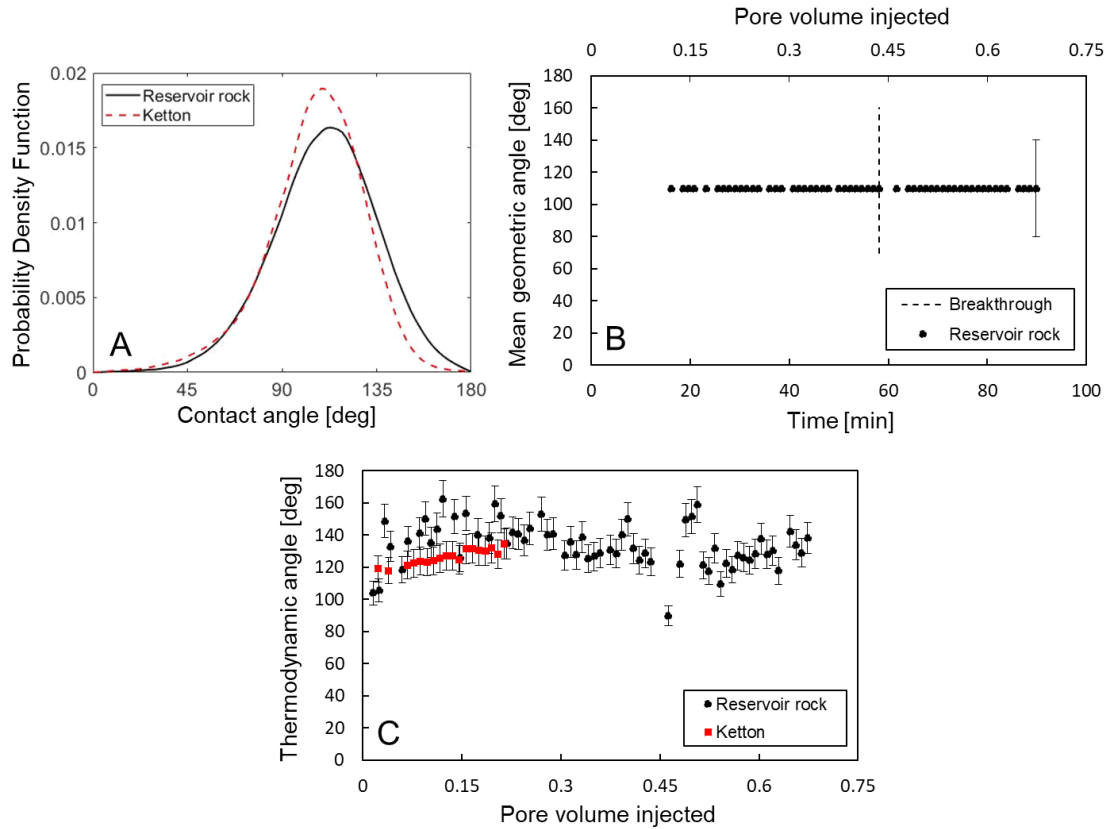 Probability Density Function
0.02
0.015
0.01
0.005
0
Reservoir rock
Ketton
A
0 45 90 135 180
Contact angle [deg]
Pore volume injected
0 0.15 0.3 0.45 0.6 0.75
Mean geometric angle [deg]
180
160
140
120
100
80
60
40
20
0
Breakthrough
Reservoir rock
B
0 20 40 60 80 100
Time [min]
Thermodynamic angle [deg]
180
160
140
120
100
80
60
40
20
0
Reservoir rock
Ketton
C
0 0.15 0.3 0.45 0.6 0.75
Pore volume injected